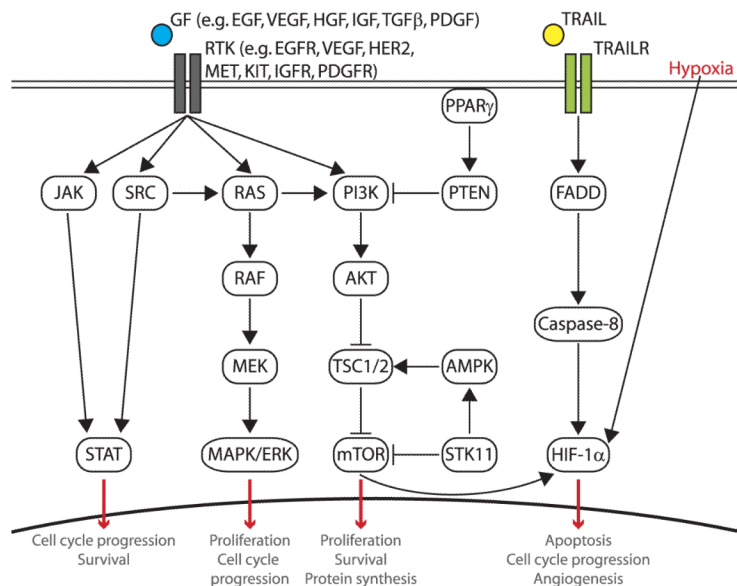 GF (e.g. EGF, VEGF, HGF, IGF, TGFβ, PDGF)
RTK (e.g. EGFR, VEGF, HER2,
MET, KIT, IGFR, PDGFR)
TRAIL
TRAILR
Hypoxia
PPARγ
JAK
SRC
RAS
PI3K
PTEN
FADD
RAF
AKT
Caspase-8
MEK
TSC1/2
AMPK
STAT
MAPK/ERK
mTOR
STK11
HIF-1α
Cell cycle progression
Survival
Proliferation
Cell cycle
progression
Proliferation
Survival
Protein synthesis
Apoptosis
Cell cycle progression
Angiogenesis